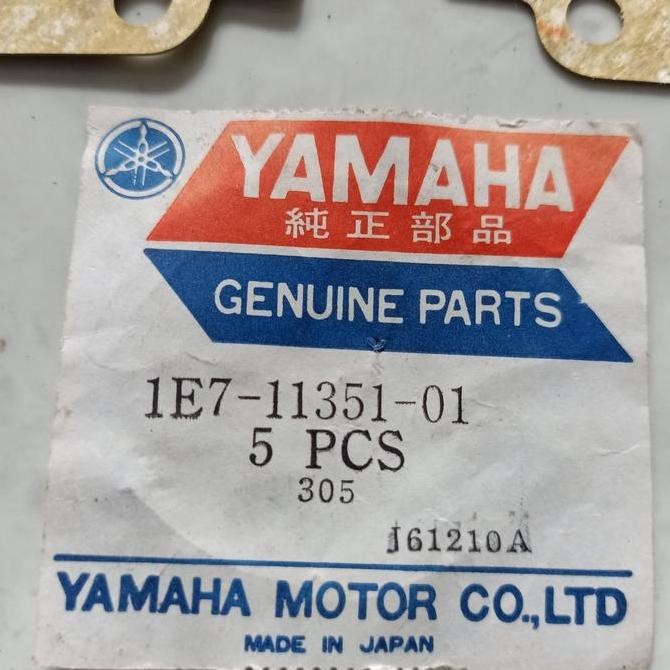 YAMAHA
純正部品
GENUINE PARTS
1E7-11351-01
5 PCS
305
J61210A
YAMAHA MOTOR CO.,LTD
MADE IN JAPAN